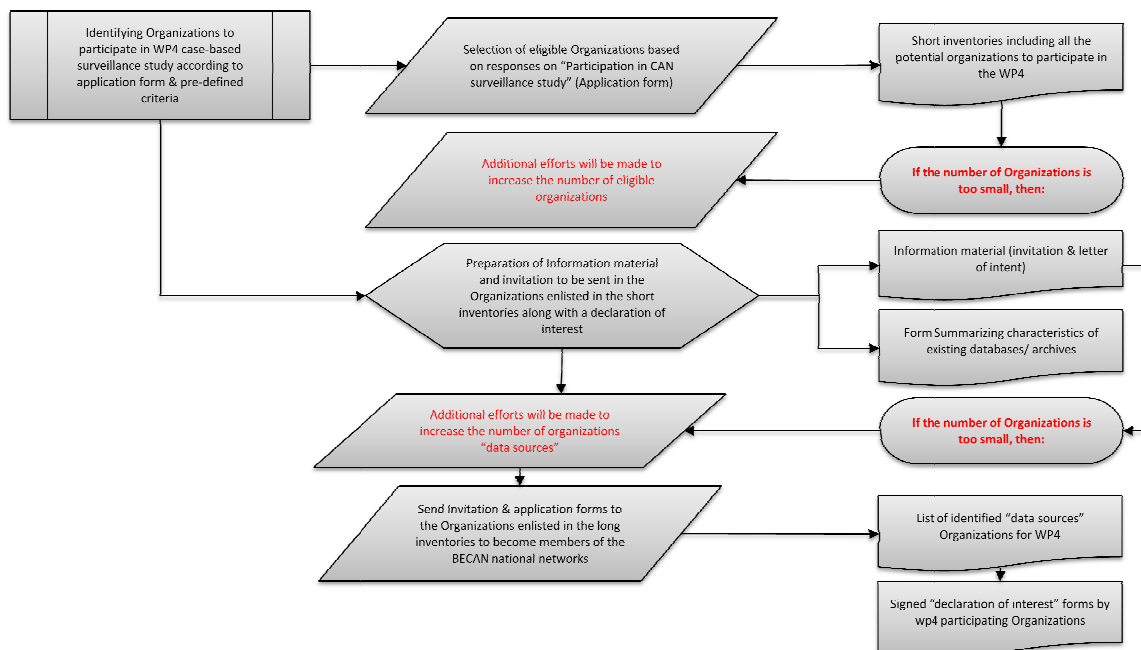 Identifying Organizations to
participate in WP4 case-based
surveillance study according to
application form & pre-defined
criteria
Selection of eligible Organizations based
on responses on “Participation in CAN
surveillance study” (Application form)
Short inventories including all the
potential organizations to participate in
the WP4
Additional efforts will be made to
increase the number of eligible
organizations
If the number of Organizations is
too small, then:
Preparation of Information material
and invitation to be sent in the
Organizations enlisted in the short
inventories along with a declaration of
interest
Information material (invitation & letter
of intent)
Form Summarizing characteristics of
existing databases/ archives
Additional efforts will be made to
increase the number of organizations
“data sources”
If the number of Organizations is
too small, then:
Send Invitation & application forms to
the Organizations enlisted in the long
inventories to become members of the
BECAN national networks
List of identified “data sources”
Organizations for WP4
Signed “declaration of interest” forms by
wp4 participating Organizations